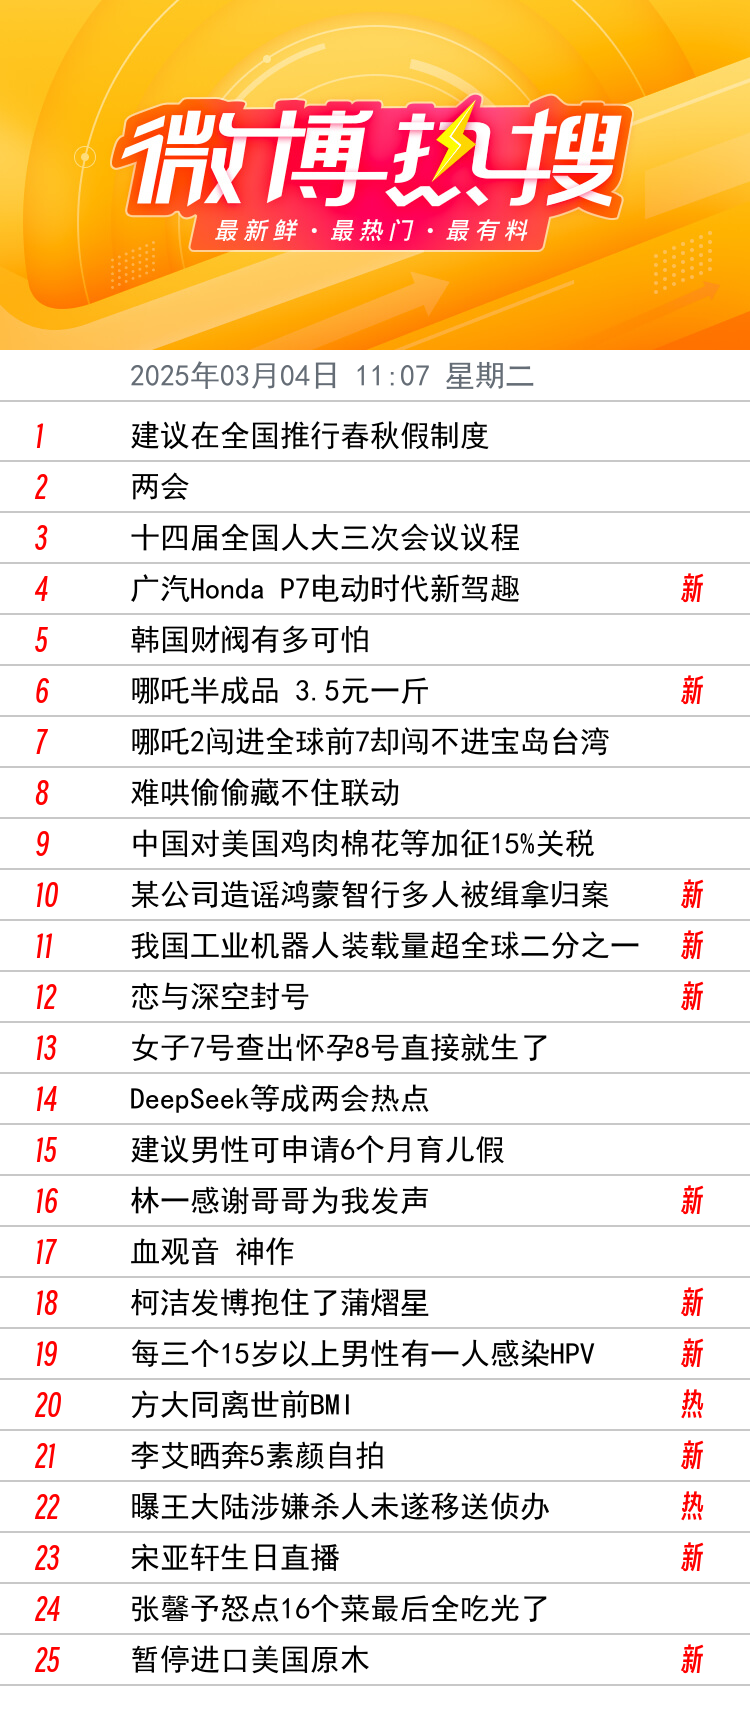 微博热搜
最新鲜·最热门·最有料
2025年03月04日 11:07 星期二
1 建议在全国推行春秋假制度
2 两会
3 十四届全国人大三次会议议程
4 广汽Honda P7电动时代新驾趣 新
5 韩国财阀有多可怕
6 哪吒半成品 3.5元一斤 新
7 哪吒2闯进全球前7却闯不进宝岛台湾
8 难哄偷偷藏不住联动
9 中国对美国鸡肉棉花等加征15%关税
10 某公司造谣鸿蒙智行多人被缉拿归案 新
11 我国工业机器人装载量超全球二分之一 新
12 恋与深空封号 新
13 女子7号查出怀孕8号直接就生了
14 DeepSeek等成两会热点
15 建议男性可申请6个月育儿假
16 林一感谢哥哥为我发声 新
17 血观音 神作
18 柯洁发博抱住了蒲熠星 新
19 每三个15岁以上男性有一人感染HPV 新
20 方大同离世前BMI 热
21 李艾晒奔5素颜自拍 新
22 曝王大陆涉嫌杀人未遂移送侦办 热
23 宋亚轩生日直播 新
24 张馨予怒点16个菜最后全吃光了
25 暂停进口美国原木 新